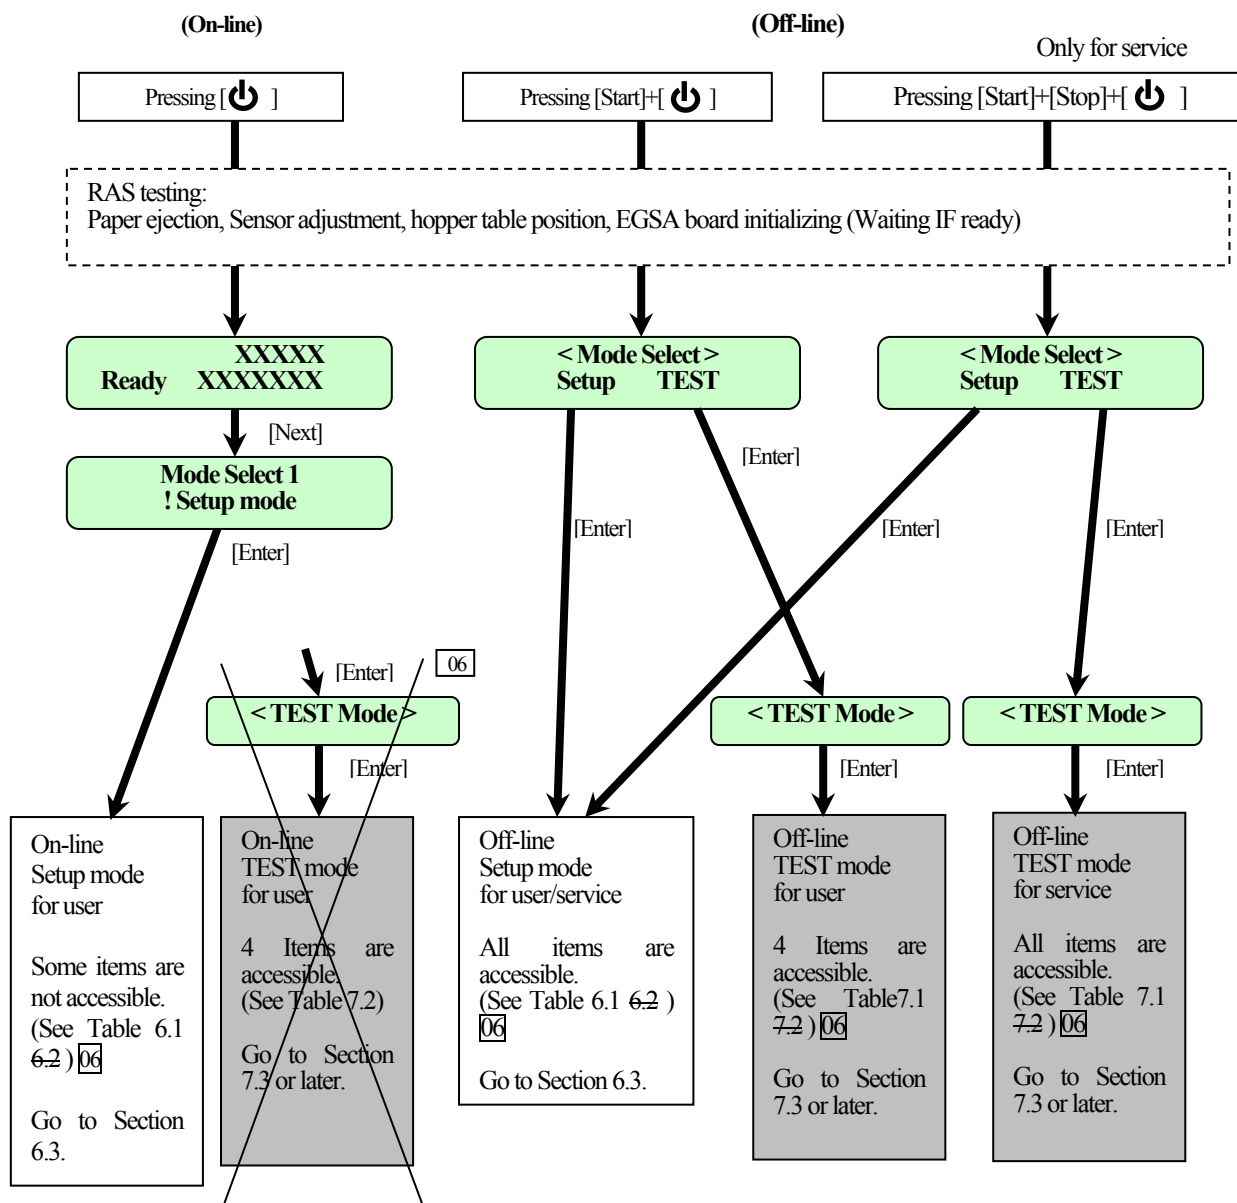 (On-line)
(Off-line)
Only for service
Pressing [ ]
Pressing [Start]+[ ]
Pressing [Start]+[Stop]+[ ]
RAS testing:
Paper ejection, Sensor adjustment, hopper table position, EGSA board initializing (Waiting IF ready)
XXXXX
Ready XXXXXXX
< Mode Select >
Setup TEST
< Mode Select >
Setup TEST
[Next]
[Enter]
Mode Select 1
! Setup mode
[Enter]
[Enter]
[Enter]
[Enter]
[Enter]
06
< TEST Mode >
< TEST Mode >
< TEST Mode >
[Enter]
[Enter]
[Enter]
On-line
Setup mode
for user
Some items are
not accessible.
(See Table 6.1
6.2 ) 06
Go to Section
6.3.
On-line
TEST mode
for user
4 Items are
accessible.
(See Table 7.2)
Go to Section
7.3 or later.
Off-line
Setup mode
for user/service
All items are
accessible.
(See Table 6.1 6.2 )
06
Go to Section 6.3.
Off-line
TEST mode
for user
4 Items are
accessible.
(See Table7.1
7.2 ) 06
Go to Section
7.3 or later.
Off-line
TEST mode
for service
All items are
accessible.
(See Table 7.1
7.2 ) 06
Go to Section
7.3 or later.